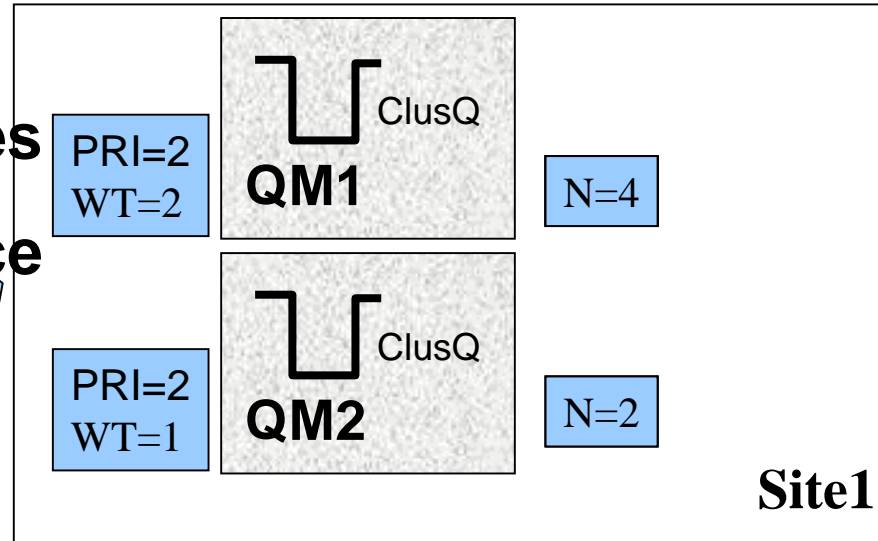 ClusQ
PRI=2
WT=2
QM1
N=4
ClusQ
PRI=2
WT=1
QM2
N=2
Site1